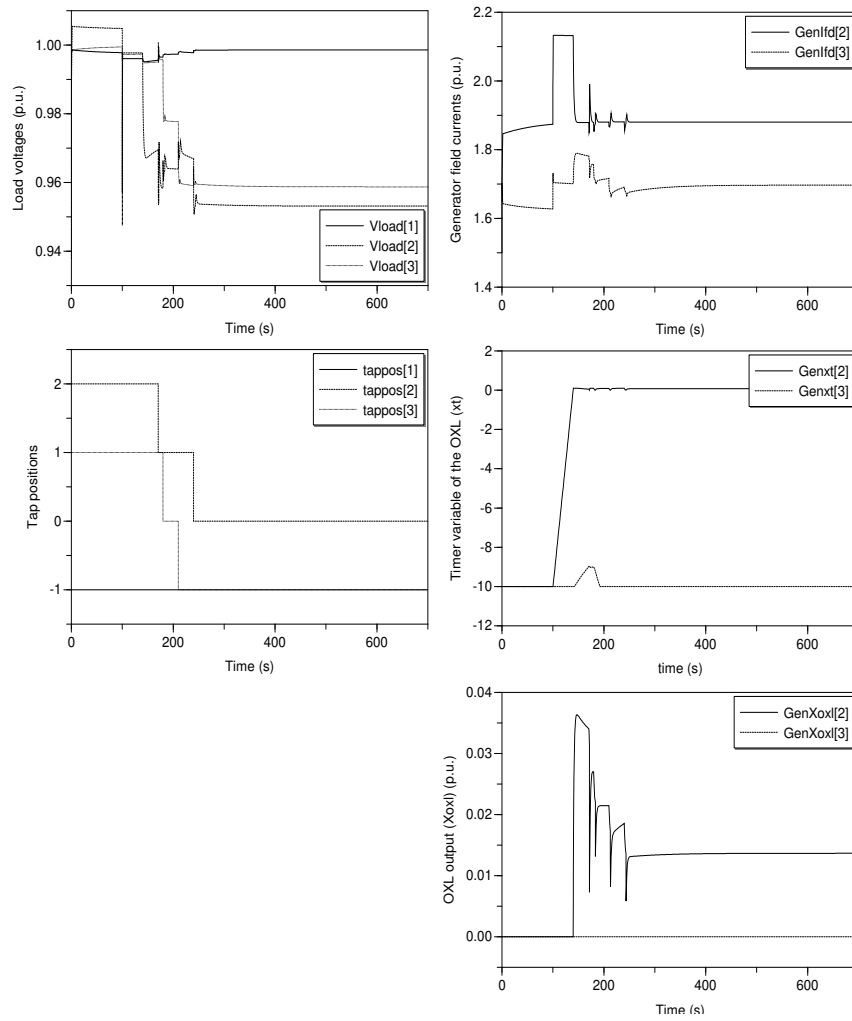 1.00
0.98
0.96
0.94
0
200
400
600
Load voltages (p.u.)
Time (s)
Vload[1]
Vload[2]
Vload[3]
2.2
2.0
1.8
1.6
1.4
0
200
400
600
Generator field currents (p.u.)
Time (s)
GenIfd[2]
GenIfd[3]
2
1
0
-1
0
200
400
600
Tap positions
Time (s)
tappos[1]
tappos[2]
tappos[3]
2
0
-2
-4
-6
-8
-10
-12
0
200
400
600
Timer variable of the OXL (xt)
time (s)
Genxt[2]
Genxt[3]
0.04
0.03
0.02
0.01
0.00
0
200
400
600
OXL output (Xoxl) (p.u.)
Time (s)
GenXoxl[2]
GenXoxl[3]